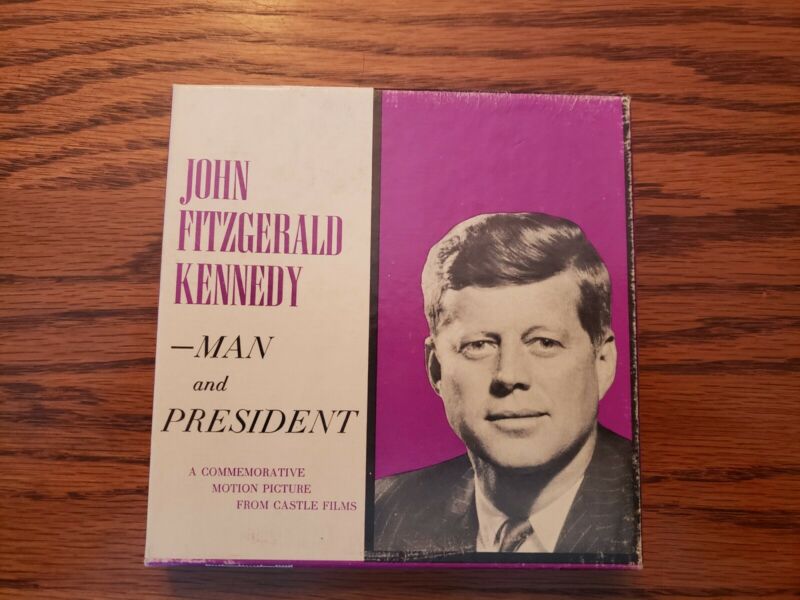 JOHN
FITZGERALD
KENNEDY
—MAN
and
PRESIDENT
A COMMEMORATIVE
MOTION PICTURE
FROM CASTLE FILMS